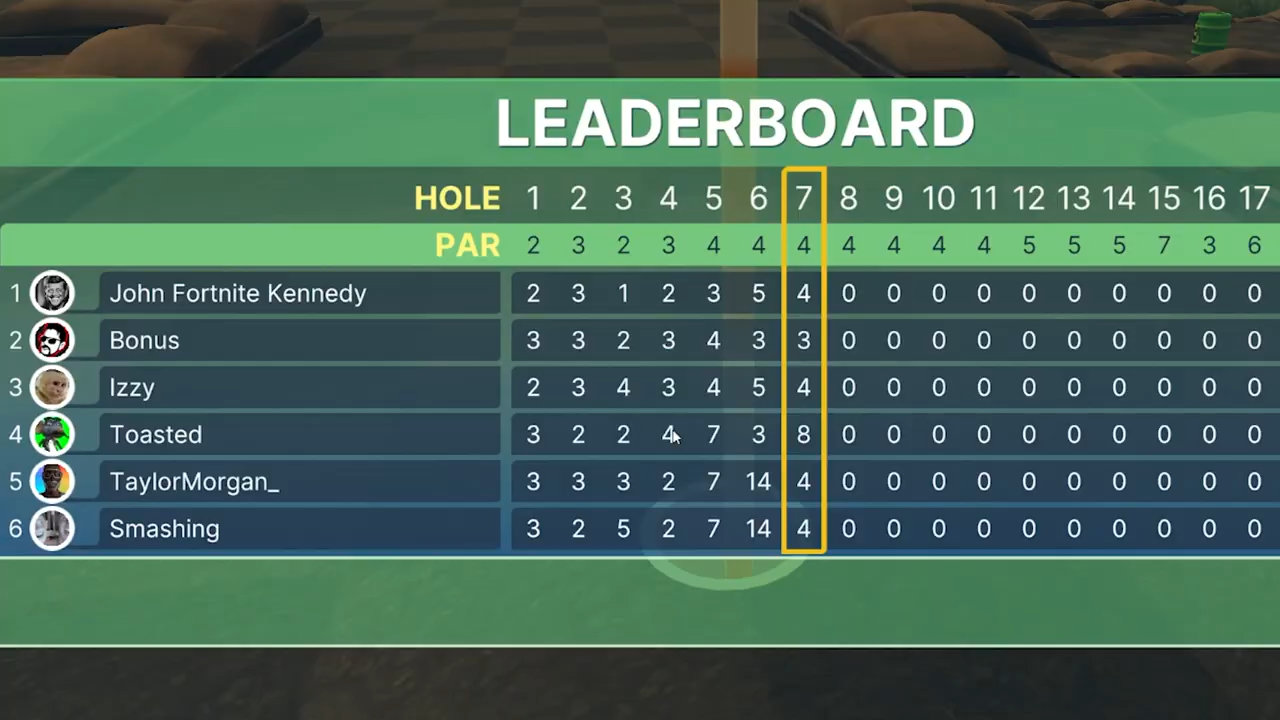 LEADERBOARD
HOLE 1 2 3 4 5 6 7 8 9 10 11 12 13 14 15 16 17
PAR 2 3 2 3 4 4 4 4 4 4 4 5 5 5 7 3 6
1 John Fortnite Kennedy 2 3 1 2 3 5 4 0 0 0 0 0 0 0 0 0 0
2 Bonus 3 3 2 3 4 3 3 0 0 0 0 0 0 0 0 0 0
3 Izzy 2 3 4 3 4 5 4 0 0 0 0 0 0 0 0 0 0
4 Toasted 3 2 2 4 7 3 8 0 0 0 0 0 0 0 0 0 0
5 TaylorMorgan_ 3 3 3 2 7 14 4 0 0 0 0 0 0 0 0 0 0
6 Smashing 3 2 5 2 7 14 4 0 0 0 0 0 0 0 0 0 0